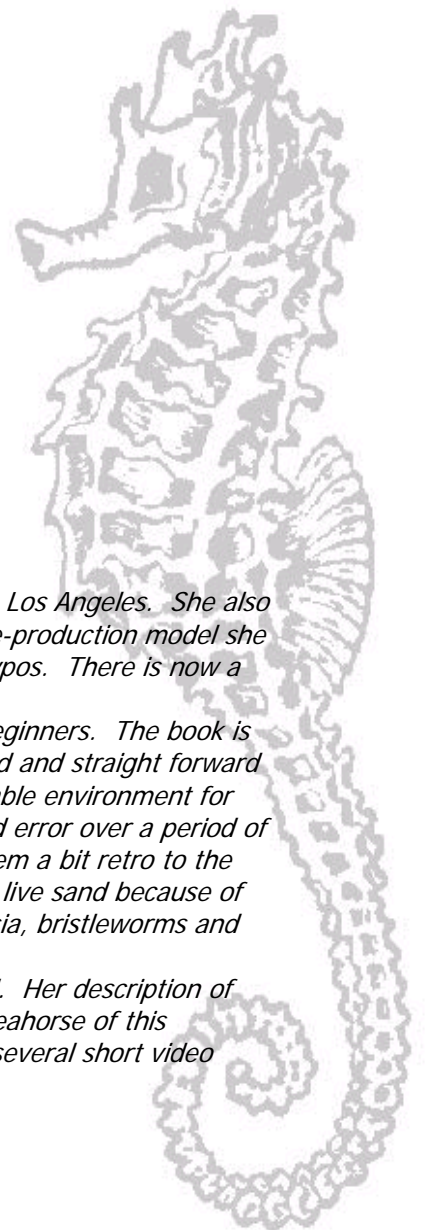 Los Angeles. She also
e-production model she
ypos. There is now a
eginners. The book is
d and straight forward
able environment for
d error over a period of
em a bit retro to the
live sand because of
sia, bristleworms and
l. Her description of
eahorse of this
several short video